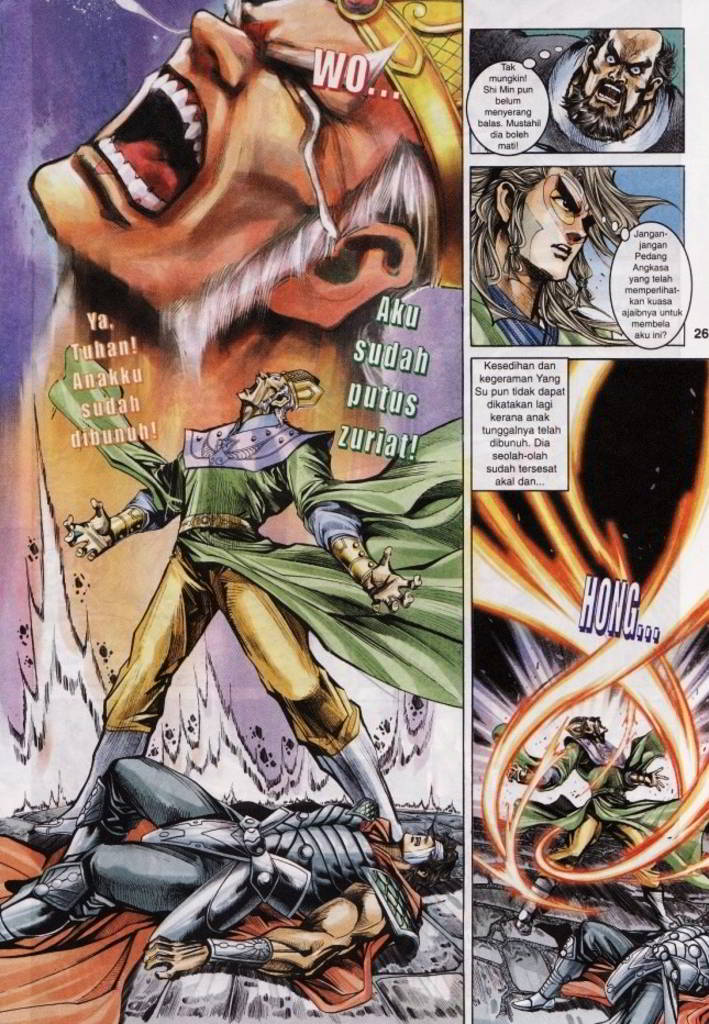 WO...
Ya,
Tuhan!
Anakku
sudah
dibunuh!
Aku
sudah
putus
zuriat!
Tak
mungkin!
Shi Min pun
belum
menyerang
balas. Mustahil
dia boleh
mati!
Jangan-
jangan
Pedang
Angkasa
yang telah
memperlihat-
kan kuasa
ajaibnya untuk
membela
aku ini?
26
Kesedihan dan
kegeraman Yang
Su pun tidak dapat
dikatakan lagi
kerana anak
tunggalnya telah
dibunuh. Dia
seolah-olah
sudah tersesat
akal dan...
HONG...